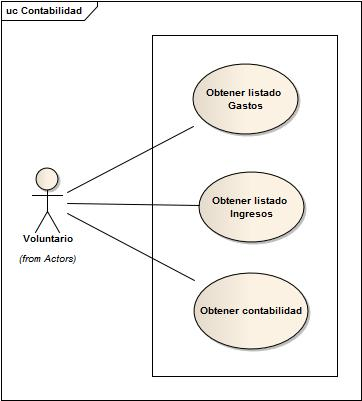 uc Contabilidad
Obtener listado
Gastos
Obtener listado
Ingresos
Voluntario
(from Actors)
Obtener contabilidad